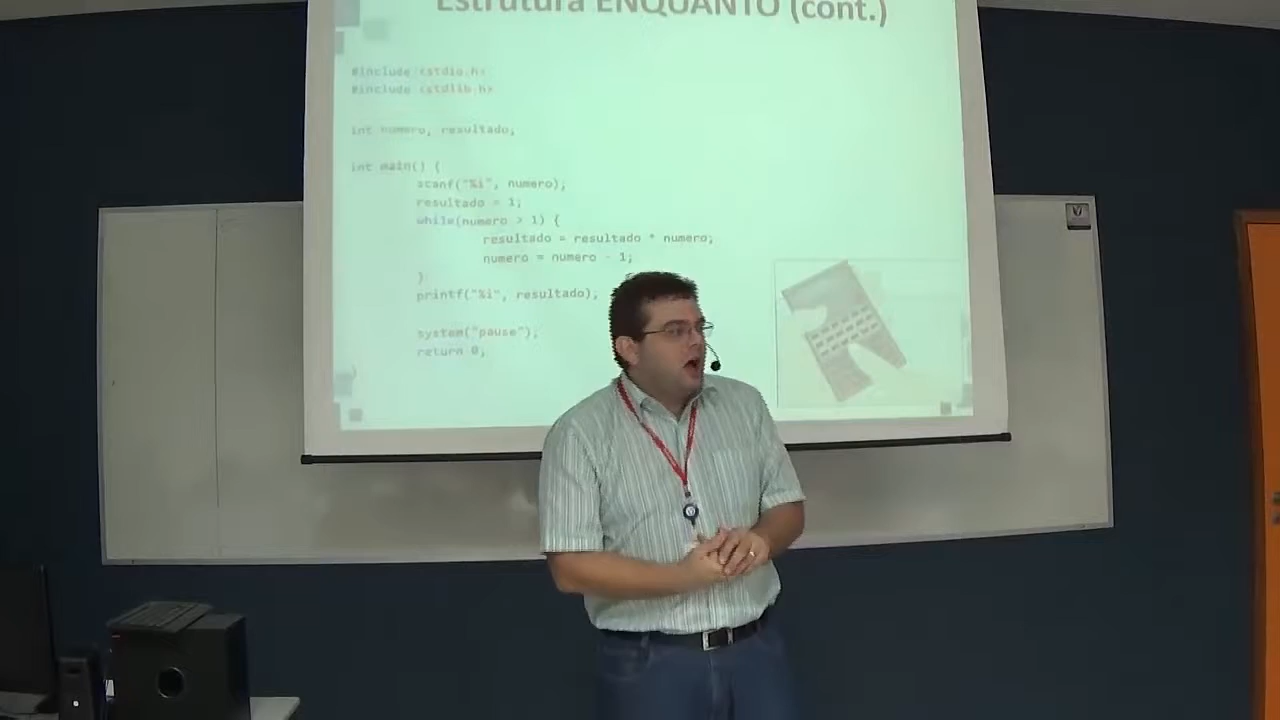 Estrutura ENQUANTO (cont.)
#include <stdio.h>
#include <stdlib.h>
int numero, resultado;
int main() {
scanf("%i", numero);
resultado = 1;
while(numero > 1) {
resultado = resultado * numero;
numero = numero - 1;
}
printf("%i", resultado);
system("pause");
return 0;
}